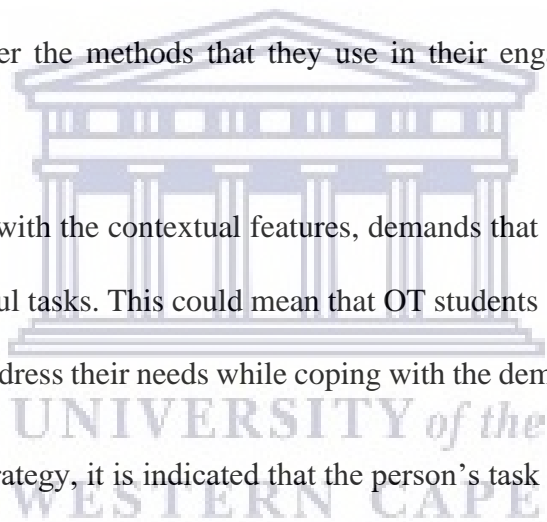 er the methods that they use in their eng
with the contextual features, demands that
ul tasks. This could mean that OT students
dress their needs while coping with the dem
UNIVERSITY of the
rategy, it is indicated that the person's task
WESTERN CAPE